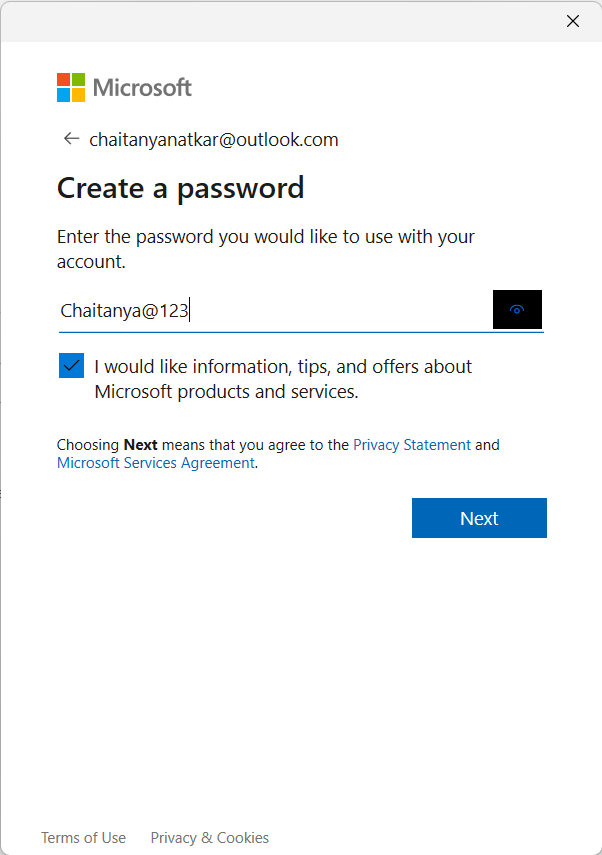 Microsoft
chaitanyanatkar@outlook.com
Create a password
Enter the password you would like to use with your
account.
Chaitanya@123
I would like information, tips, and offers about
Microsoft products and services.
Choosing Next means that you agree to the Privacy Statement and
Microsoft Services Agreement.
Next
Terms of Use Privacy & Cookies